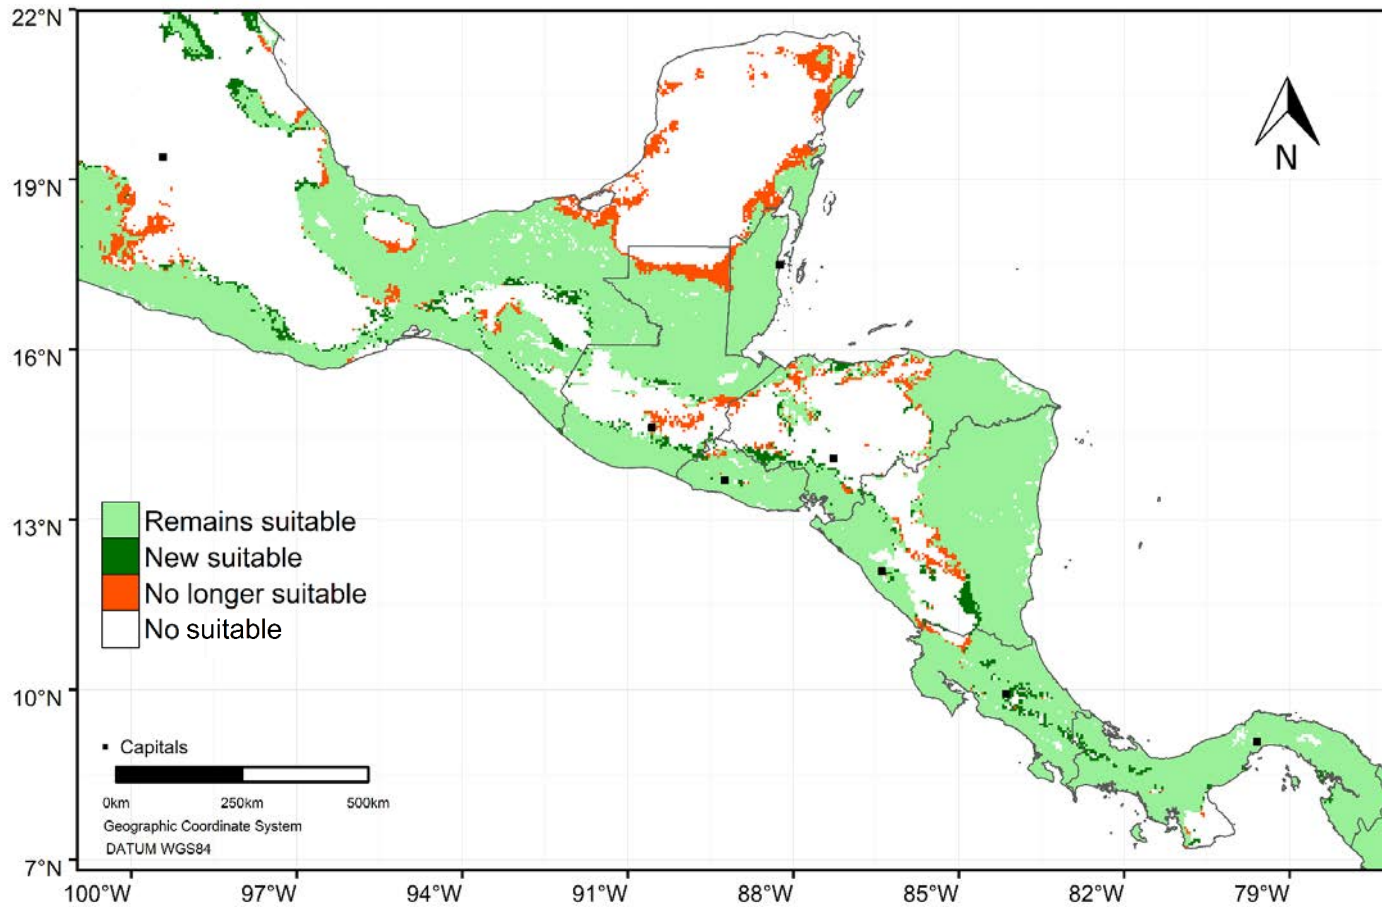 22°N
19°N
16°N
13°N
10°N
7°N
N
Remains suitable
New suitable
No longer suitable
No suitable
Capitals
0km 250km 500km
Geographic Coordinate System
DATUM WGS84
100°W 97°W 94°W 91°W 88°W 85°W 82°W 79°W